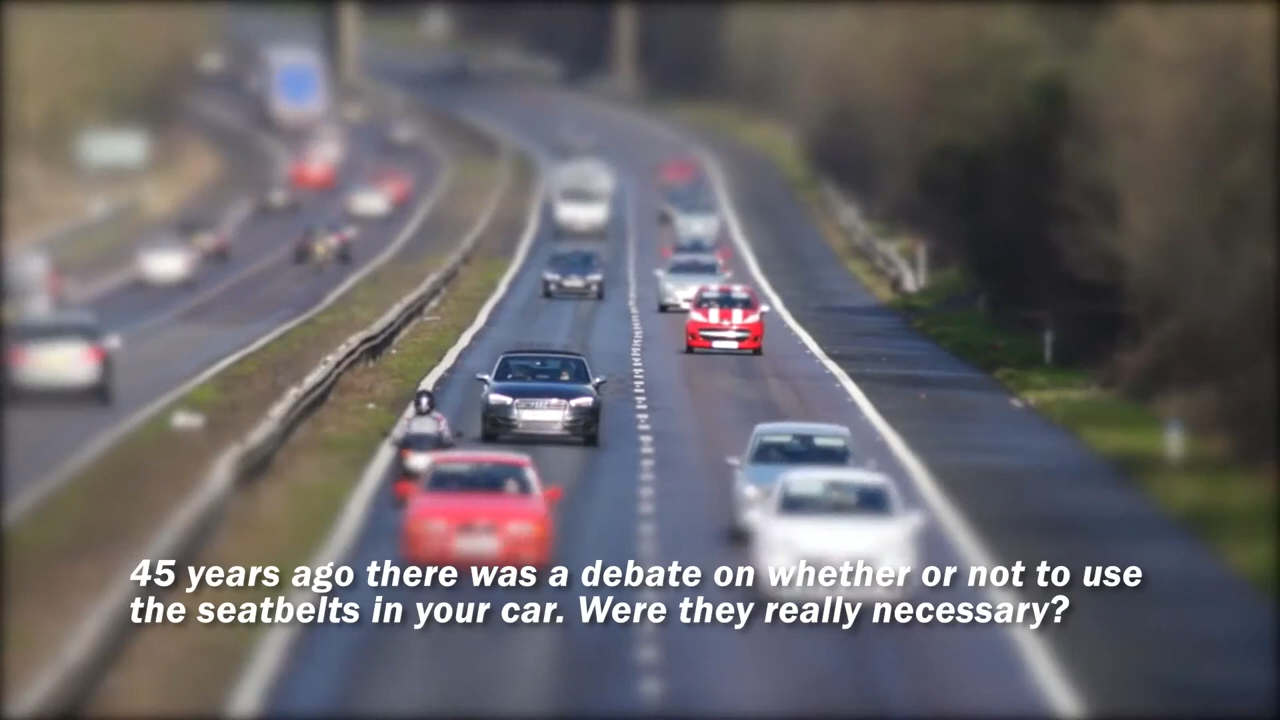 45 years ago there was a debate on whether or not to use
the seatbelts in your car. Were they really necessary?